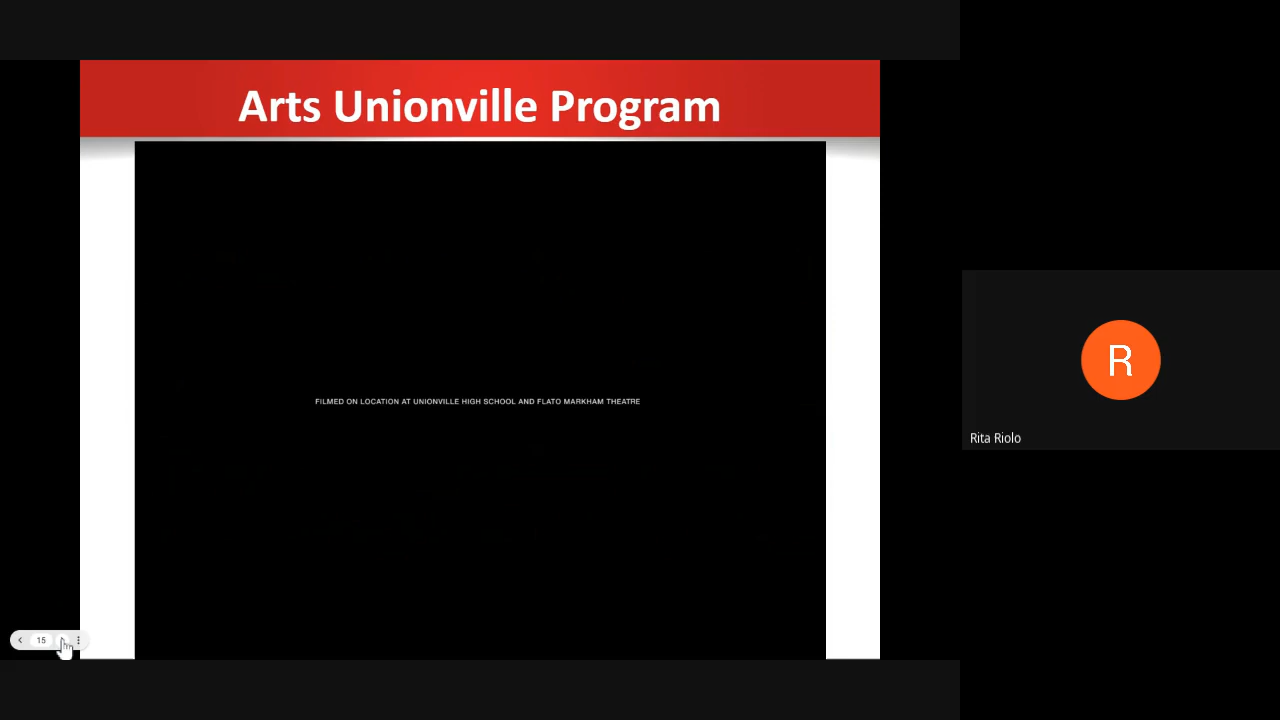 Arts Unionville Program
FILMED ON LOCATION AT UNIONVILLE HIGH SCHOOL AND FLATO MARKHAM THEATRE
R
Rita Riolo
15